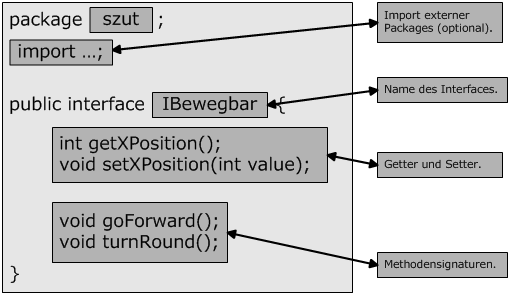 package szut ;
import ...;
public interface IBewegbar {
int getXPosition();
void setXPosition(int value);
void goForward();
void turnRound();
}
Import externer
Packages (optional).
Name des Interfaces.
Getter und Setter.
Methodensignaturen.